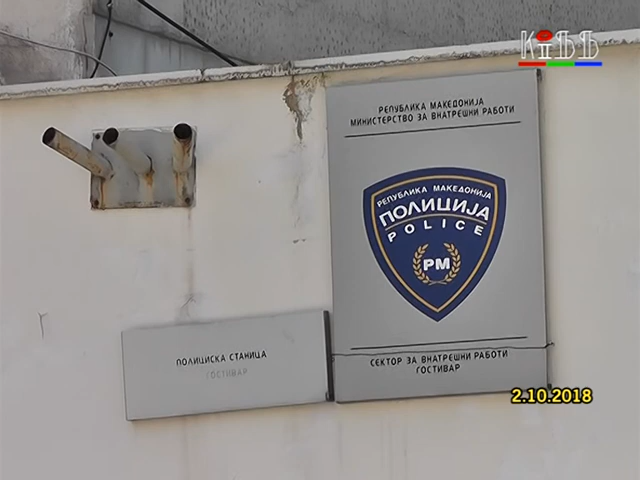 РЕПУБЛИКА МАКЕДОНИЈА
МИНИСТЕРСТВО ЗА ВНАТРЕШНИ РАБОТИ
РЕПУБЛИКА МАКЕДОНИЈА
ПОЛИЦИЈА
POLICE
РМ
СЕКТОР ЗА ВНАТРЕШНИ РАБОТИ
ГОСТИВАР
ПОЛИЦИСКА СТАНИЦА
ГОСТИВАР
2.10.2018